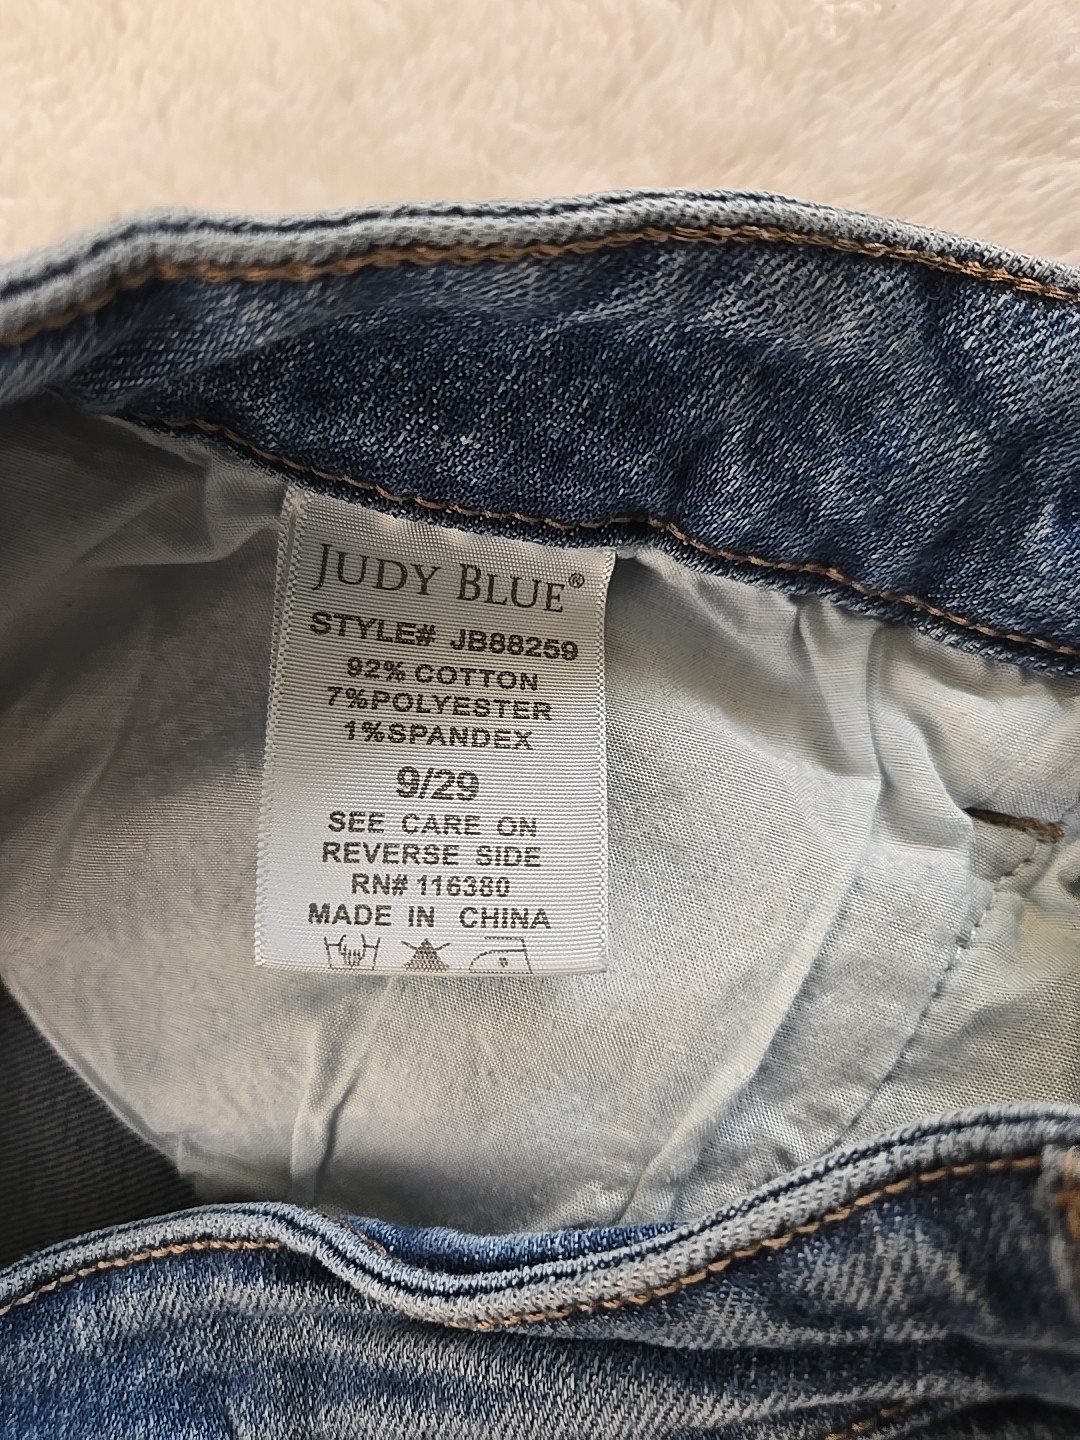 JUDY BLUE®
STYLE# JB88259
92% COTTON
7%POLYESTER
1%SPANDEX
9/29
SEE CARE ON
REVERSE SIDE
RN# 116380
MADE IN CHINA